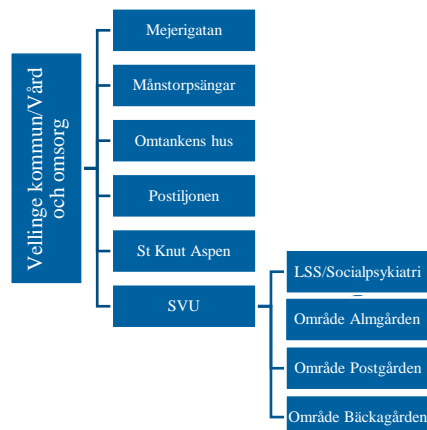 Vellinge kommun/Vård
och omsorg
Mejerigatan
Månstorpsängar
Omtankens hus
Postiljonen
St Knut Aspen
SVU
LSS/Socialpsykiatri
Område Almgården
Område Postgården
Område Bäckagården